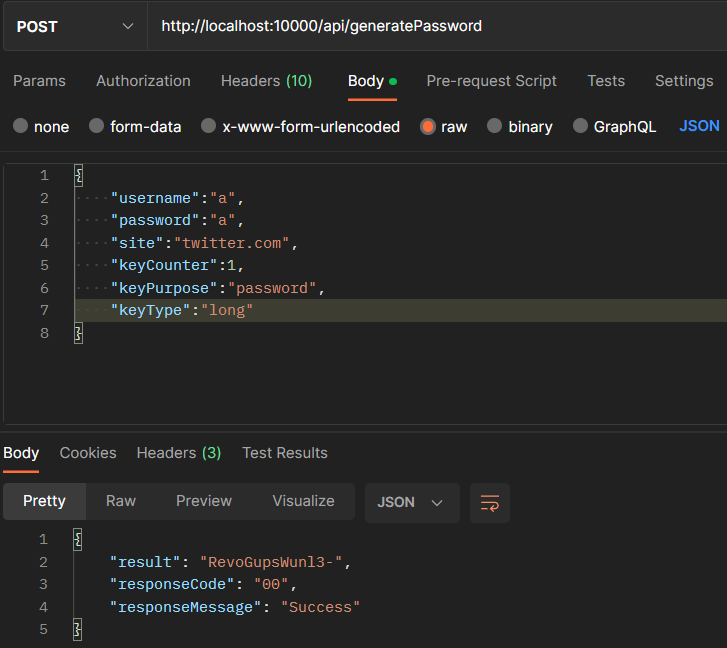 POST http://localhost:10000/api/generatePassword
Params Authorization Headers (10) Body Pre-request Script Tests Settings
none form-data x-www-form-urlencoded raw binary GraphQL JSON
1 {
2 ····"username":"a",
3 ····"password":"a",
4 ····"site":"twitter.com",
5 ····"keyCounter":1,
6 ····"keyPurpose":"password",
7 ····"keyType":"long"
8 }
Body Cookies Headers (3) Test Results
Pretty Raw Preview Visualize JSON
1 {
2 "result": "RevoGupsWunl3-",
3 "responseCode": "00",
4 "responseMessage": "Success"
5 }